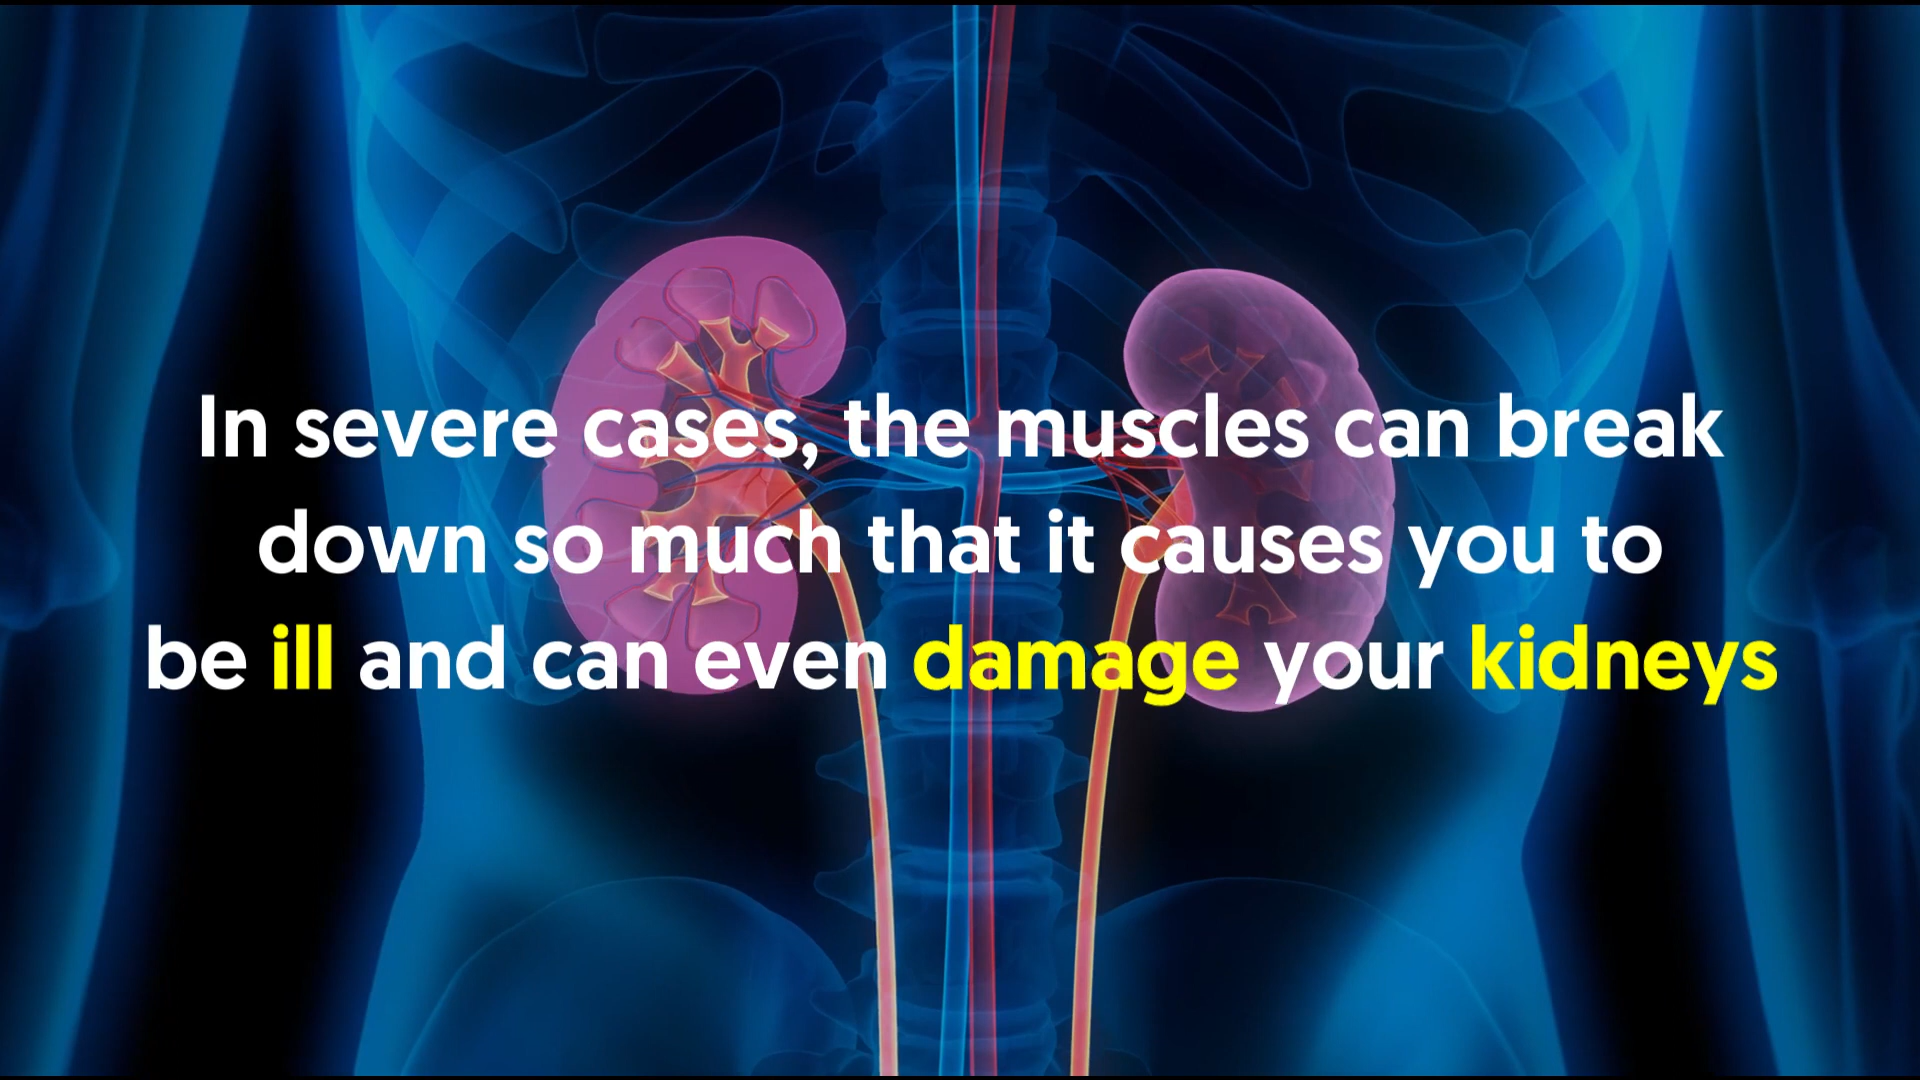 In severe cases, the muscles can break
down so much that it causes you to
be ill and can even damage your kidneys